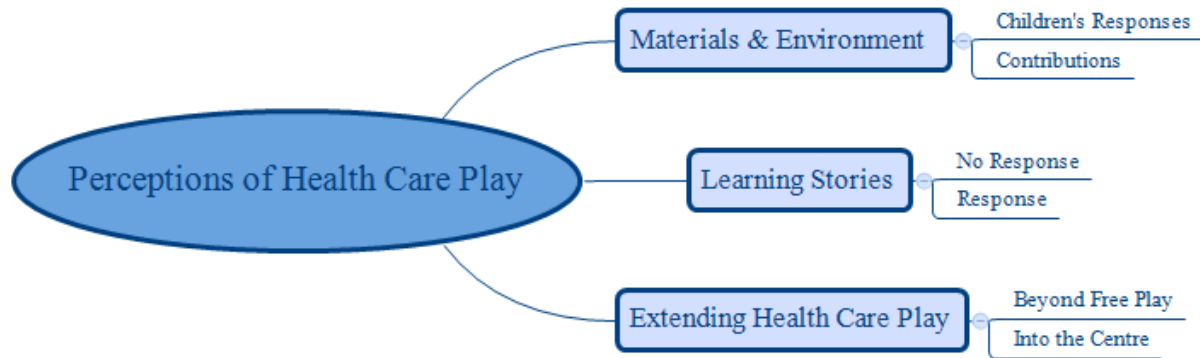 Perceptions of Health Care Play
Materials & Environment
Children's Responses
Contributions
Learning Stories
No Response
Response
Extending Health Care Play
Beyond Free Play
Into the Centre